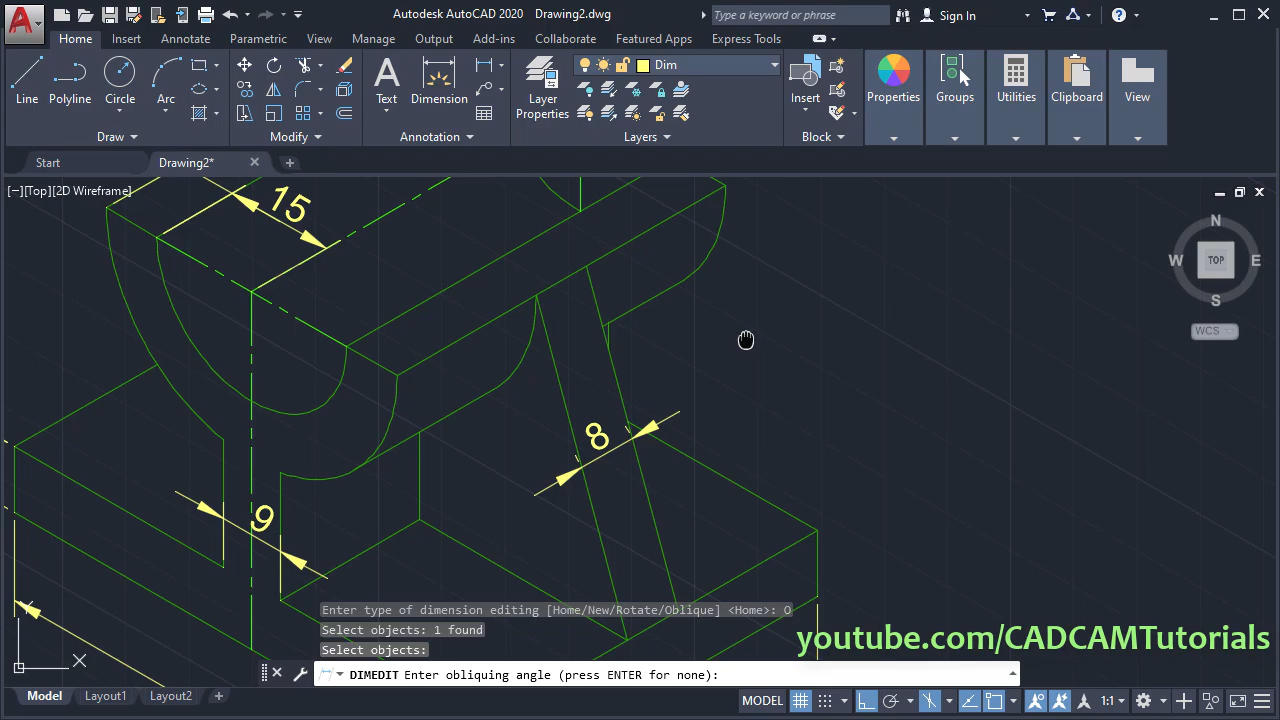 Autodesk AutoCAD 2020 Drawing2.dwg
Type a keyword or phrase
Sign In
Home Insert Annotate Parametric View Manage Output Add-ins Collaborate Featured Apps Express Tools
Dim
Line Polyline Circle Arc
Text Dimension
Layer Properties
Insert
Properties Groups Utilities Clipboard View
Draw Modify Annotation Layers Block
Start Drawing2*
[−][Top][2D Wireframe]
N
W TOP E
S
WCS
15
8
9
Y
X
Enter type of dimension editing [Home/New/Rotate/Oblique] <Home>: O
Select objects: 1 found
Select objects:
youtube.com/CADCAMTutorials
DIMEDIT Enter obliquing angle (press ENTER for none):
Model Layout1 Layout2 +
MODEL 1:1